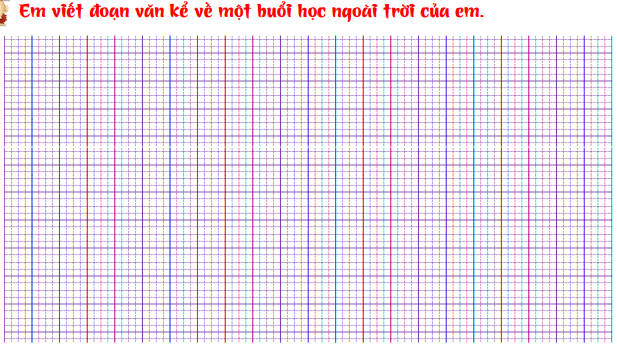 Em viết đoạn văn kể về một buổi học ngoài trời của em.